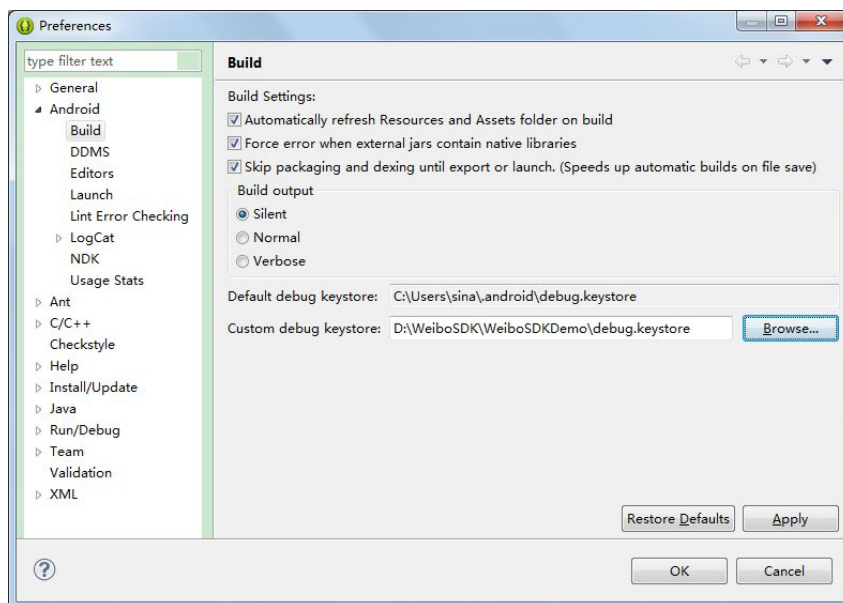 Preferences
type filter text
General
Android
Build
DDMS
Editors
Launch
Lint Error Checking
LogCat
NDK
Usage Stats
Ant
C/C++
Checkstyle
Help
Install/Update
Java
Run/Debug
Team
Validation
XML
Build
Build Settings:
Automatically refresh Resources and Assets folder on build
Force error when external jars contain native libraries
Skip packaging and dexing until export or launch. (Speeds up automatic builds on file save)
Build output
Silent
Normal
Verbose
Default debug keystore: C:\Users\sina\.android\debug.keystore
Custom debug keystore: D:\WeiboSDK\WeiboSDKDemo\debug.keystore Browse...
Restore Defaults Apply
? OK Cancel